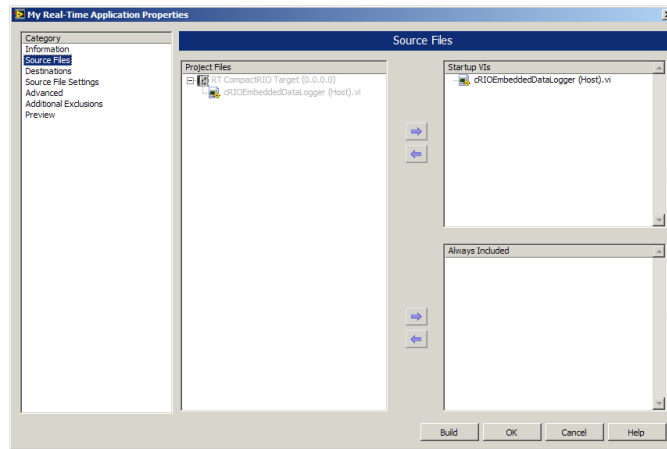 My Real-Time Application Properties
Category
Information
Source Files
Destinations
Source File Settings
Advanced
Additional Exclusions
Preview
Source Files
Project Files
RT CompactRIO Target (0.0.0.0)
cRIOEmbeddedDataLogger (Host).vi
Startup VIs
cRIOEmbeddedDataLogger (Host).vi
Always Included
Build
OK
Cancel
Help